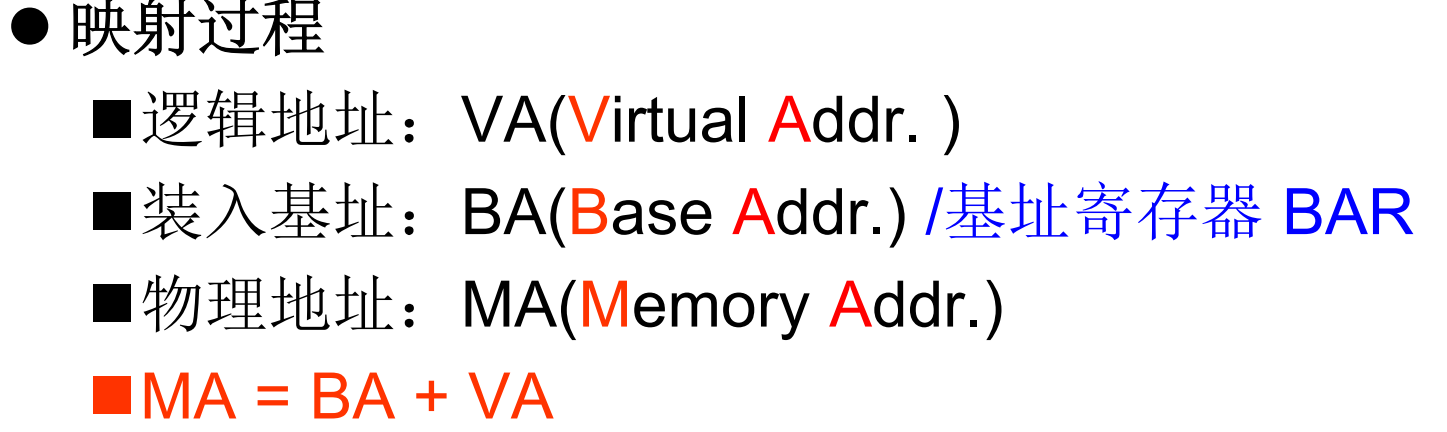 ● 映射过程
■逻辑地址：VA(Virtual Addr. )
■装入基址：BA(Base Addr.) /基址寄存器 BAR
■物理地址：MA(Memory Addr.)
■MA = BA + VA